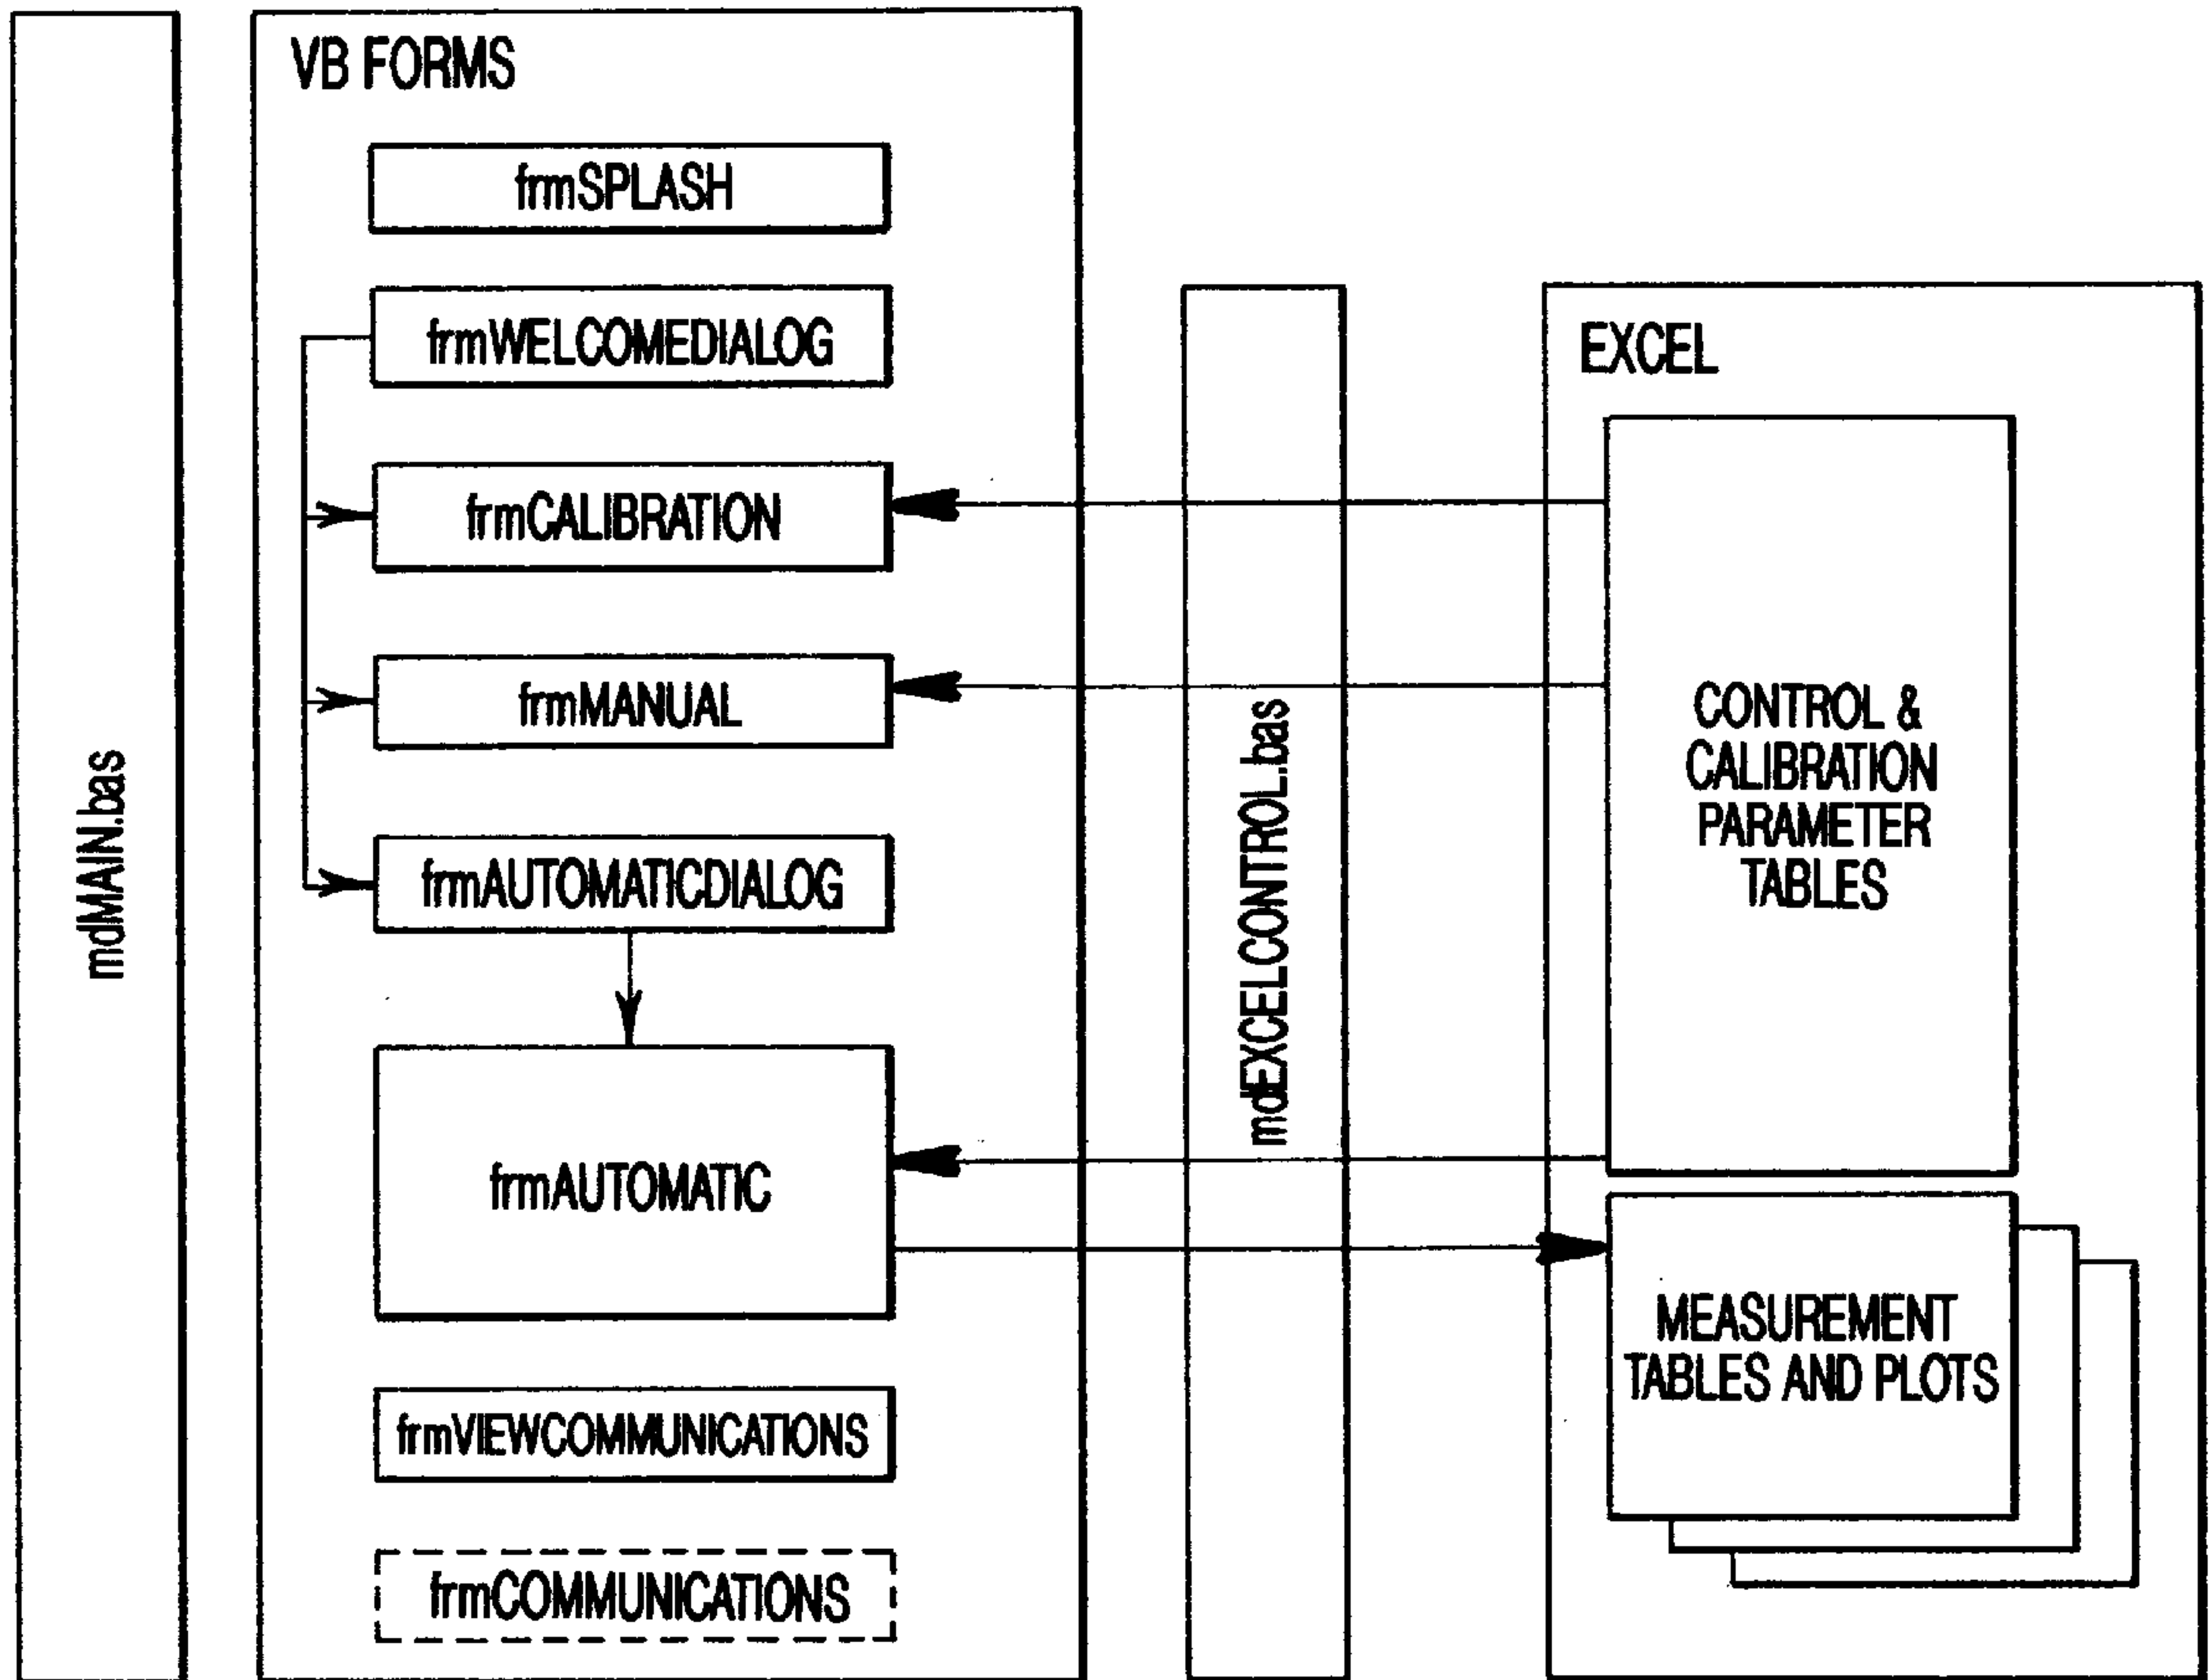 mdMAIN.bas
VB FORMS
frmSPLASH
frmWELCOMEDIALOG
frmCALIBRATION
frmMANUAL
frmAUTOMATICDIALOG
frmAUTOMATIC
frmVIEWCOMMUNICATIONS
frmCOMMUNICATIONS
mdEXCELCONTROL.bas
EXCEL
CONTROL &
CALIBRATION
PARAMETER
TABLES
MEASUREMENT
TABLES AND PLOTS